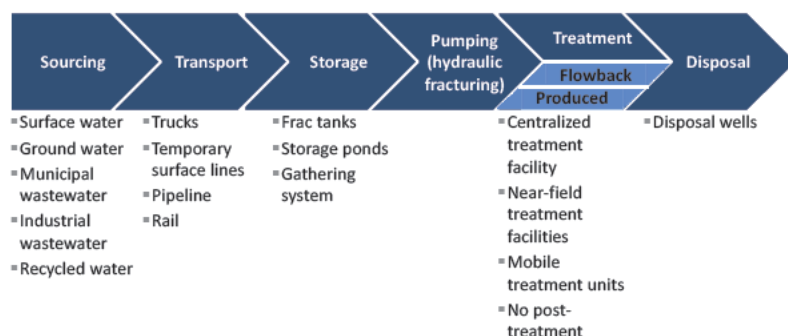 Sourcing
Transport
Storage
Pumping
(hydraulic
fracturing)
Treatment
Flowback
Produced
Disposal
Surface water
Ground water
Municipal
wastewater
Industrial
wastewater
Recycled water
Trucks
Temporary
surface lines
Pipeline
Rail
Frac tanks
Storage ponds
Gathering
system
Centralized
treatment
facility
Near-field
treatment
facilities
Mobile
treatment units
No post-
treatment
Disposal wells